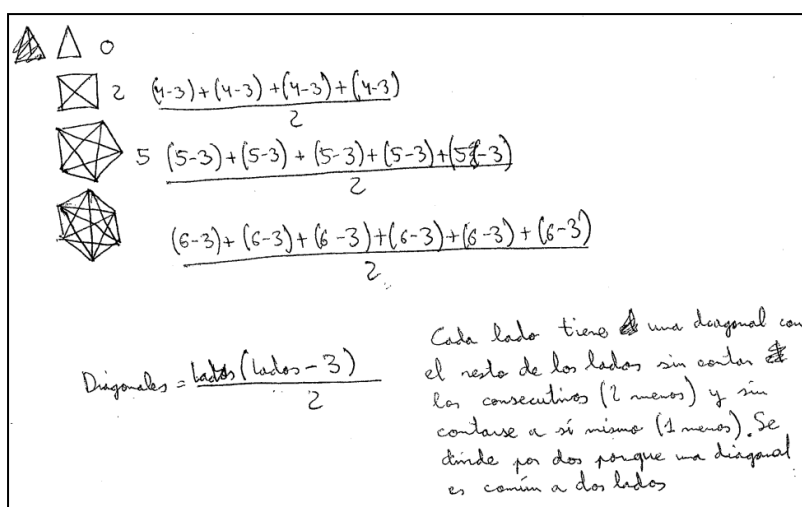 0
2 (4-3)+(4-3)+(4-3)+(4-3)
2
5 (5-3)+(5-3)+(5-3)+(5-3)+(5-3)
2
(6-3)+(6-3)+(6-3)+(6-3)+(6-3)+(6-3)
2
Diagonales = Lados(Lados-3)
2
Cada lado tiene una diagonal con
el resto de los lados sin contar
los consecutivos (2 menos) y sin
contarse a sí mismo (1 menos). Se
divide por dos porque una diagonal
es común a dos lados